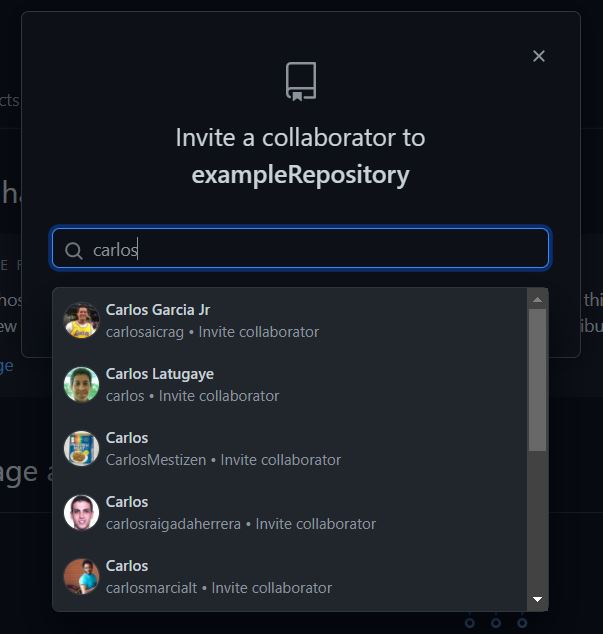 Invite a collaborator to
exampleRepository
carlos
Carlos Garcia Jr
carlosaicrag • Invite collaborator
Carlos Latugaye
carlos • Invite collaborator
Carlos
CarlosMestizen • Invite collaborator
Carlos
carlosraigadaherrera • Invite collaborator
Carlos
carlosmarcialt • Invite collaborator